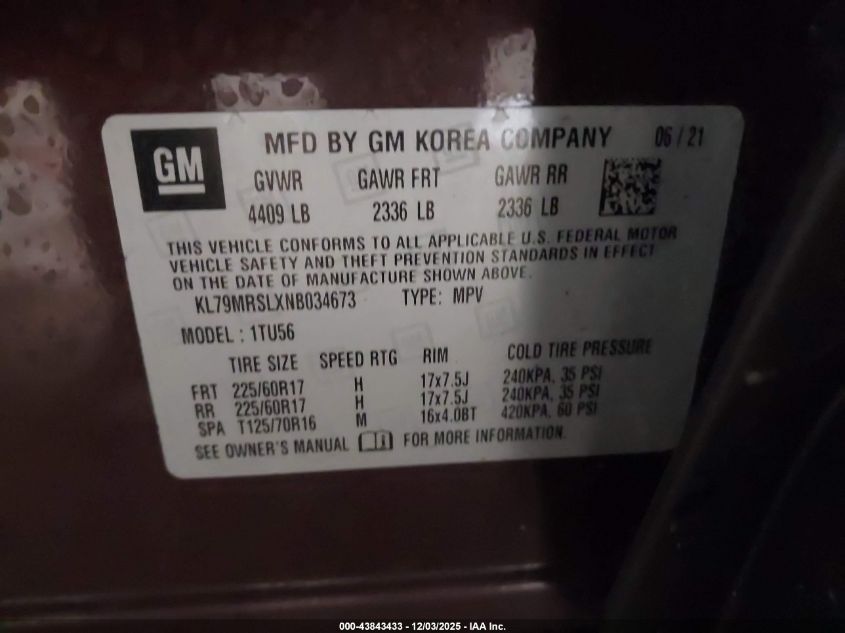 GM
MFD BY GM KOREA COMPANY 06/21
GVWR GAWR FRT GAWR RR
4409 LB 2336 LB 2336 LB
THIS VEHICLE CONFORMS TO ALL APPLICABLE U.S. FEDERAL MOTOR
VEHICLE SAFETY AND THEFT PREVENTION STANDARDS IN EFFECT
ON THE DATE OF MANUFACTURE SHOWN ABOVE.
KL79MRSLXNB034673 TYPE: MPV
MODEL: 1TU56
TIRE SIZE SPEED RTG RIM COLD TIRE PRESSURE
FRT 225/60R17 H 17x7.5J 240KPA, 35 PSI
RR 225/60R17 H 17x7.5J 240KPA, 35 PSI
SPA T125/70R16 M 16x4.0BT 420KPA, 60 PSI
SEE OWNER'S MANUAL FOR MORE INFORMATION.
000-43843433 - 12/03/2025 - IAA Inc.